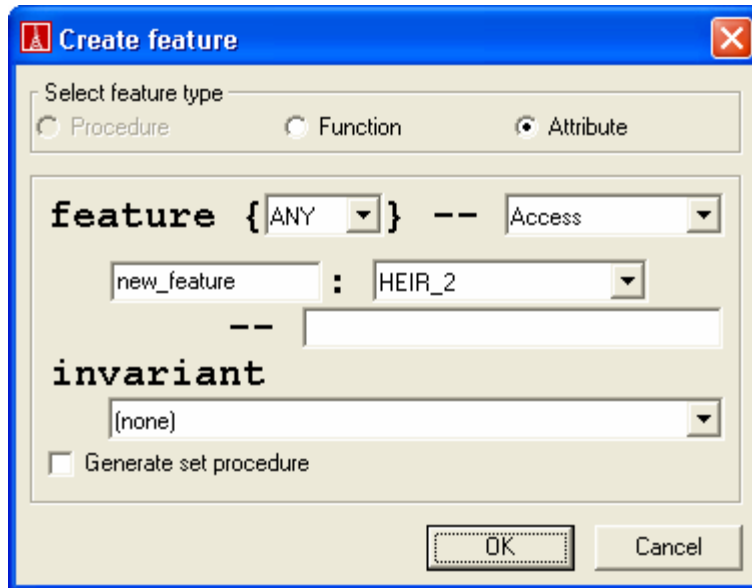 Create feature
Select feature type
Procedure Function Attribute
feature { ANY } -- Access
new_feature : HEIR_2
--
invariant
(none)
Generate set procedure
OK Cancel